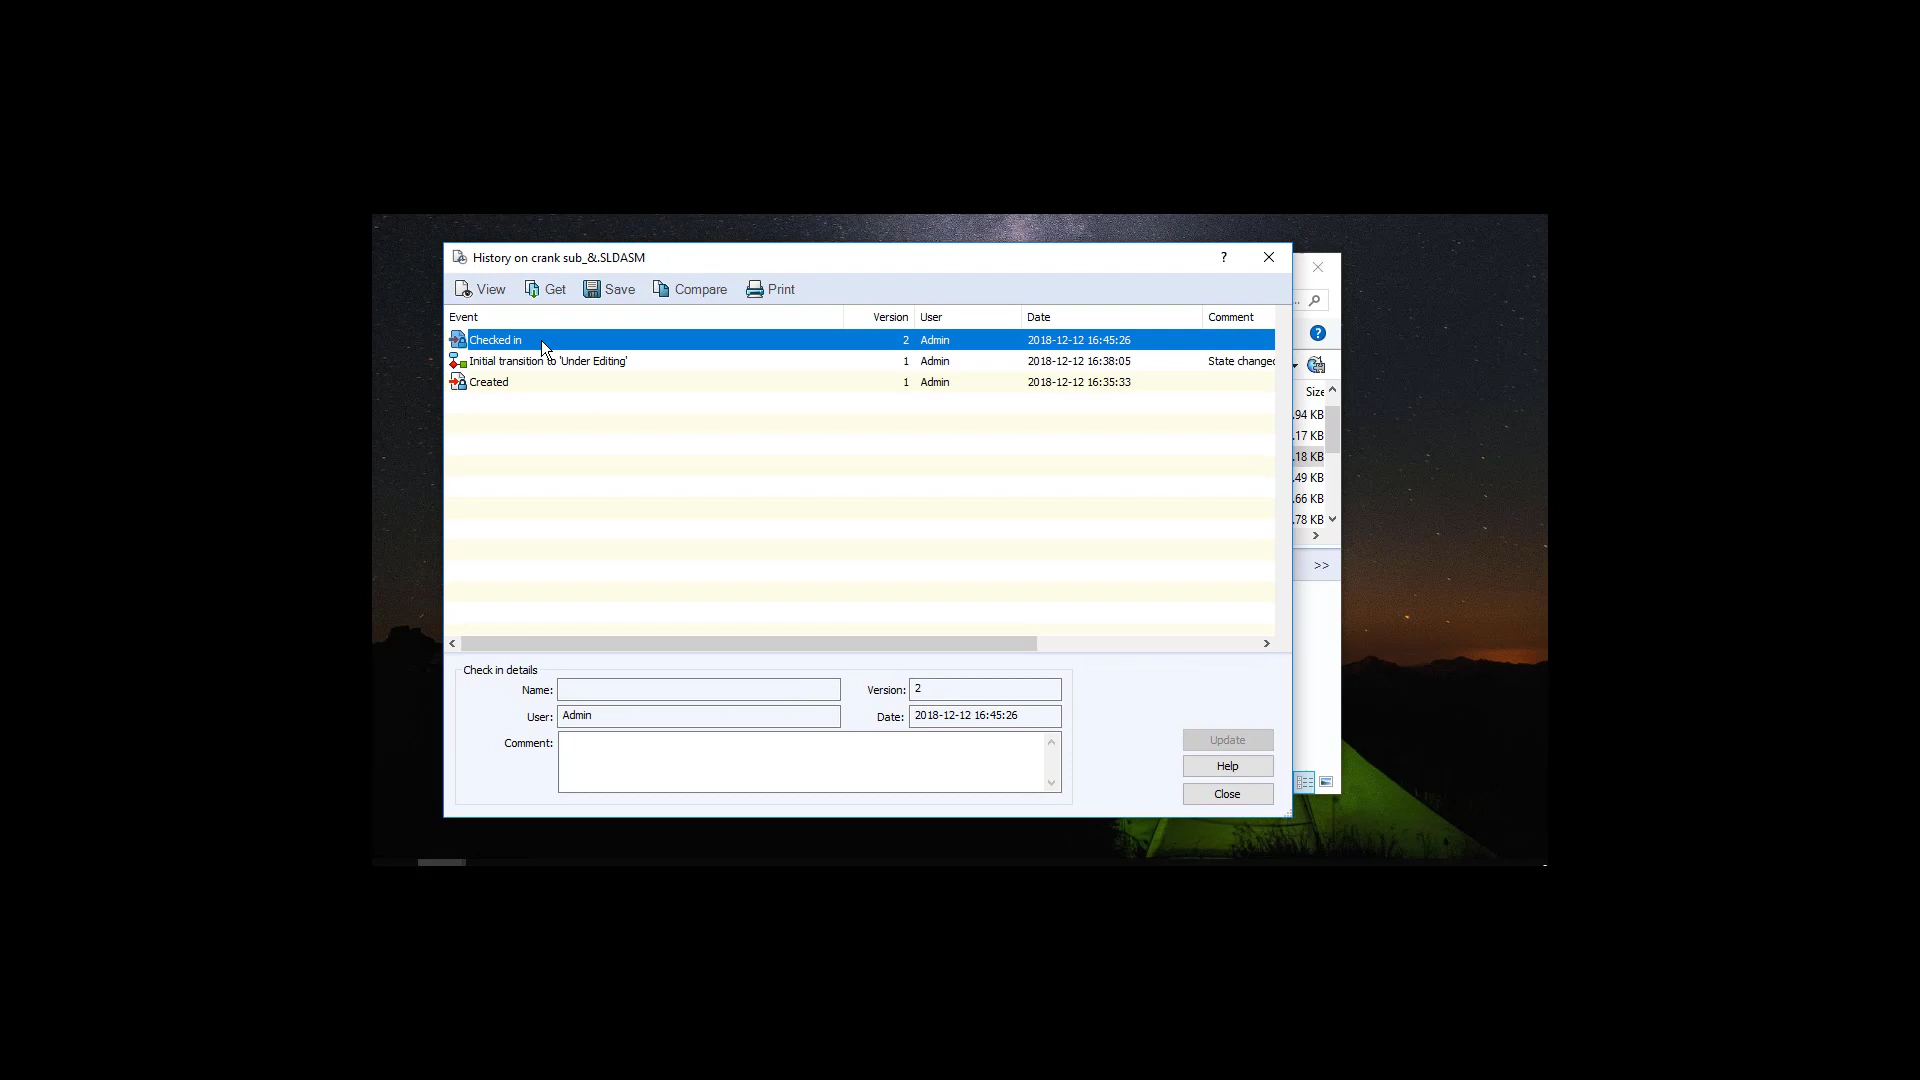 History on crank sub_&.SLDASM ?
View Get Save Compare Print
Event Version User Date Comment
Checked in 2 Admin 2018-12-12 16:45:26
Initial transition to 'Under Editing' 1 Admin 2018-12-12 16:38:05 State changed
Created 1 Admin 2018-12-12 16:35:33
Size
.94 KB
.17 KB
.18 KB
.49 KB
.66 KB
.78 KB
>>
Check in details
Name: Version: 2
User: Admin Date: 2018-12-12 16:45:26
Comment:
Update
Help
Close